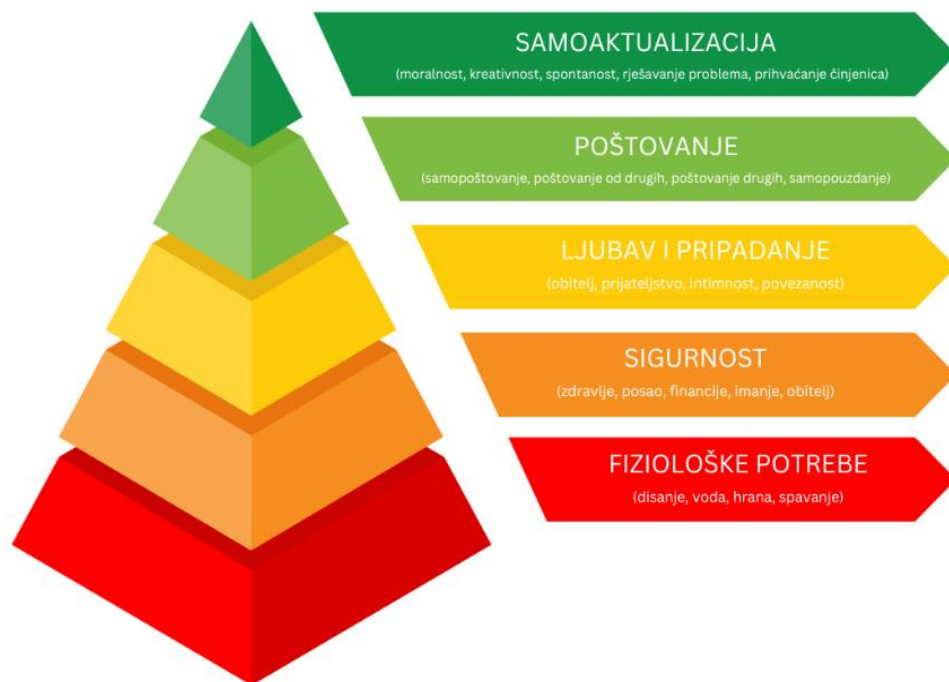 SAMOAKTUALIZACIJA
(moralnost, kreativnost, spontanost, rješavanje problema, prihvaćanje činjenica)
POŠTOVANJE
(samopoštovanje, poštovanje od drugih, poštovanje drugih, samopouzdanje)
LJUBAV I PRIPADANJE
(obitelj, prijateljstvo, intimnost, povezanost)
SIGURNOST
(zdravlje, posao, financije, imanje, obitelj)
FIZIOLOŠKE POTREBE
(disanje, voda, hrana, spavanje)